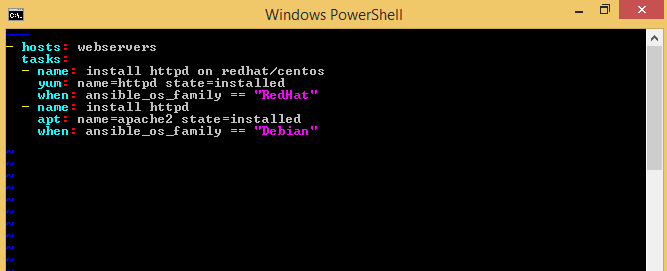 Windows PowerShell
---
- hosts: webservers
  tasks:
  - name: install httpd on redhat/centos
    yum: name=httpd state=installed
    when: ansible_os_family == "RedHat"
  - name: install httpd
    apt: name=apache2 state=installed
    when: ansible_os_family == "Debian"
~
~
~
~
~
~
~
~
~
~